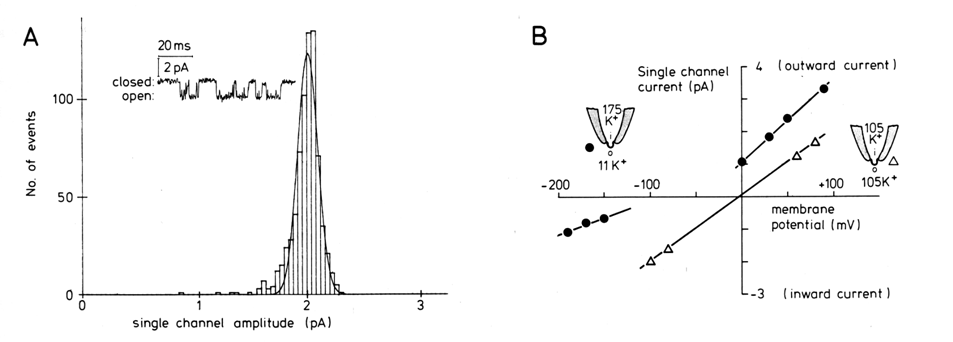 A
20ms
2 pA
closed:
open:
No. of events
100
50
0
0
1
2
3
single channel amplitude (pA)
B
Single channel
current (pA)
4 (outward current)
175
K+
11 K+
105
K+
105K+
-200
-100
+100
membrane
potential (mV)
-3 (inward current)